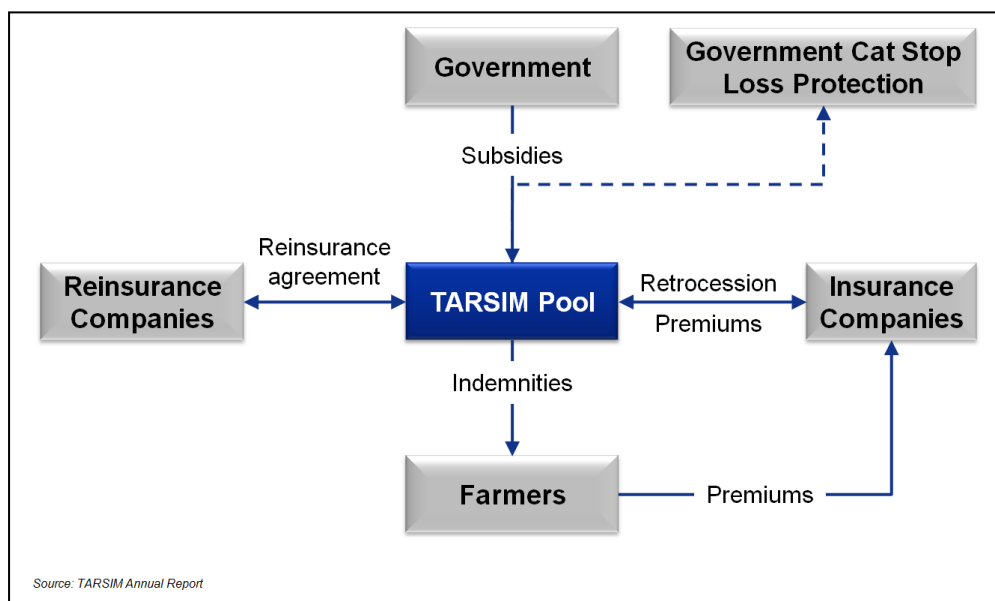 Government
Government Cat Stop
Loss Protection
Subsidies
Reinsurance
agreement
Reinsurance
Companies
TARSIM Pool
Retrocession
Premiums
Insurance
Companies
Indemnities
Farmers
Premiums
Source: TARSIM Annual Report